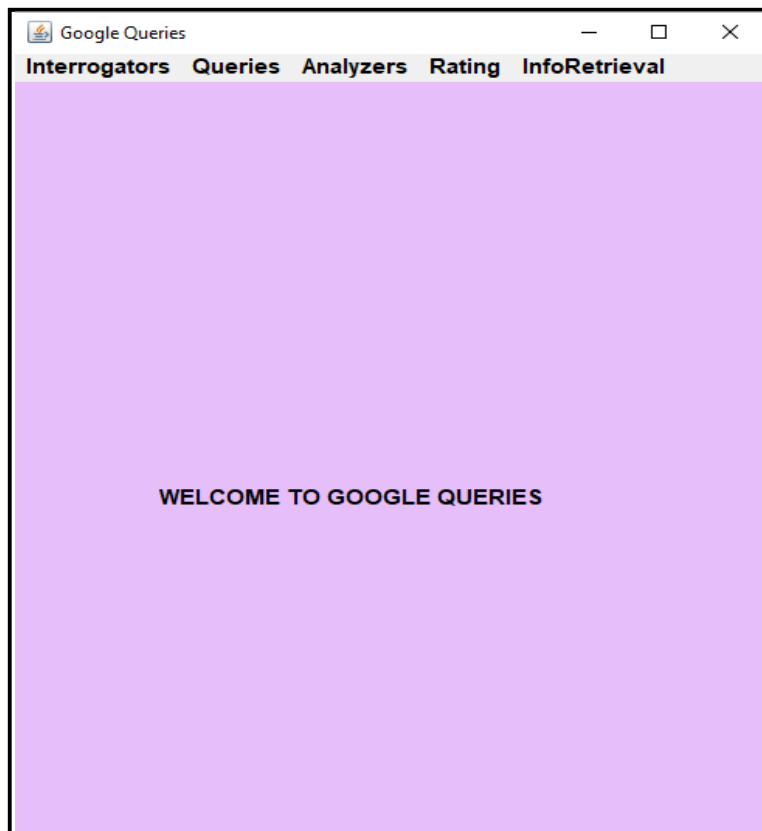 Google Queries
Interrogators Queries Analyzers Rating InfoRetrieval
WELCOME TO GOOGLE QUERIES